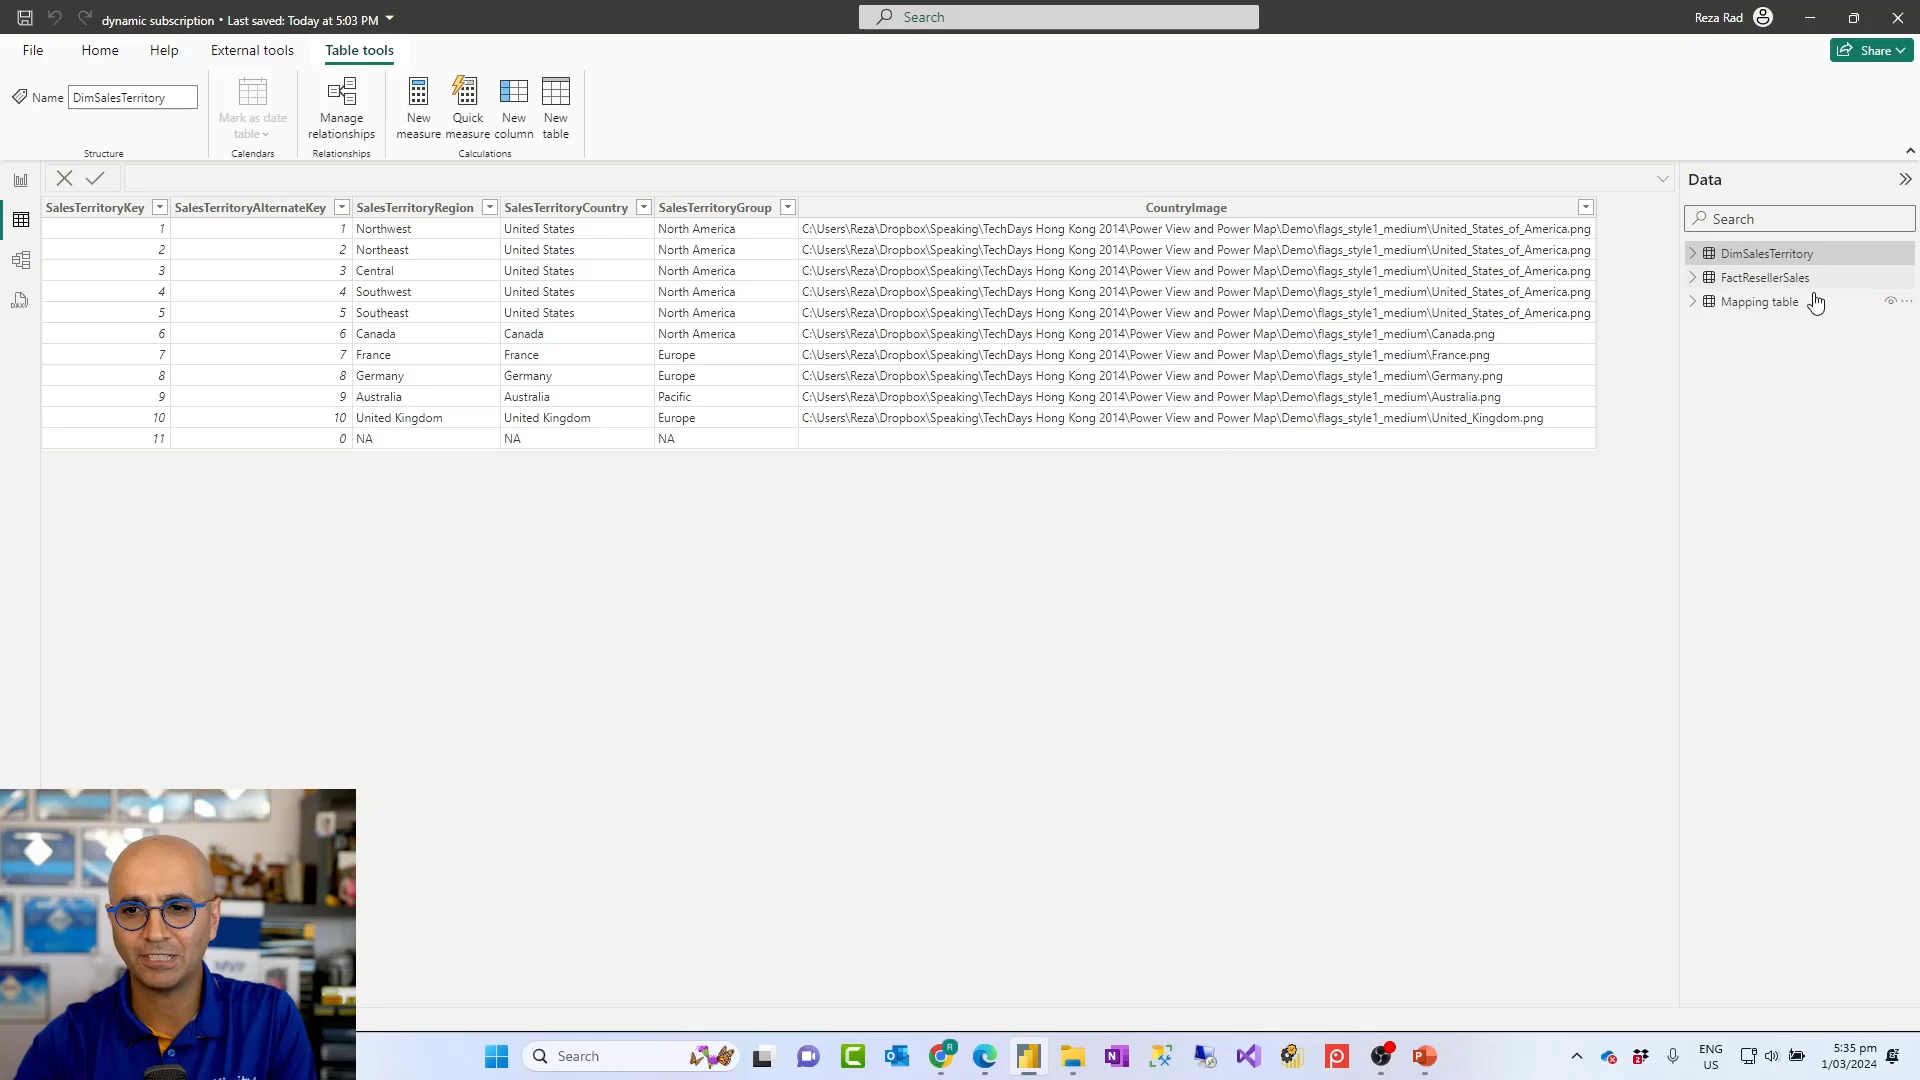 dynamic subscription • Last saved: Today at 5:03 PM
Search
Reza Rad
File Home Help External tools Table tools
Share
Name DimSalesTerritory
Mark as date table
Manage relationships
New measure
Quick measure
New column
New table
Structure
Calendars
Relationships
Calculations
SalesTerritoryKey SalesTerritoryAlternateKey SalesTerritoryRegion SalesTerritoryCountry SalesTerritoryGroup CountryImage
1 1 Northwest United States North America C:\Users\Reza\Dropbox\Speaking\TechDays Hong Kong 2014\Power View and Power Map\Demo\flags_style1_medium\United_States_of_America.png
2 2 Northeast United States North America C:\Users\Reza\Dropbox\Speaking\TechDays Hong Kong 2014\Power View and Power Map\Demo\flags_style1_medium\United_States_of_America.png
3 3 Central United States North America C:\Users\Reza\Dropbox\Speaking\TechDays Hong Kong 2014\Power View and Power Map\Demo\flags_style1_medium\United_States_of_America.png
4 4 Southwest United States North America C:\Users\Reza\Dropbox\Speaking\TechDays Hong Kong 2014\Power View and Power Map\Demo\flags_style1_medium\United_States_of_America.png
5 5 Southeast United States North America C:\Users\Reza\Dropbox\Speaking\TechDays Hong Kong 2014\Power View and Power Map\Demo\flags_style1_medium\United_States_of_America.png
6 6 Canada Canada North America C:\Users\Reza\Dropbox\Speaking\TechDays Hong Kong 2014\Power View and Power Map\Demo\flags_style1_medium\Canada.png
7 7 France France Europe C:\Users\Reza\Dropbox\Speaking\TechDays Hong Kong 2014\Power View and Power Map\Demo\flags_style1_medium\France.png
8 8 Germany Germany Europe C:\Users\Reza\Dropbox\Speaking\TechDays Hong Kong 2014\Power View and Power Map\Demo\flags_style1_medium\Germany.png
9 9 Australia Australia Pacific C:\Users\Reza\Dropbox\Speaking\TechDays Hong Kong 2014\Power View and Power Map\Demo\flags_style1_medium\Australia.png
10 10 United Kingdom United Kingdom Europe C:\Users\Reza\Dropbox\Speaking\TechDays Hong Kong 2014\Power View and Power Map\Demo\flags_style1_medium\United_Kingdom.png
11 0 NA NA NA
Data
Search
DimSalesTerritory
FactResellerSales
Mapping table
DAX
MVP
Search
ENG
US
5:35 pm
1/03/2024